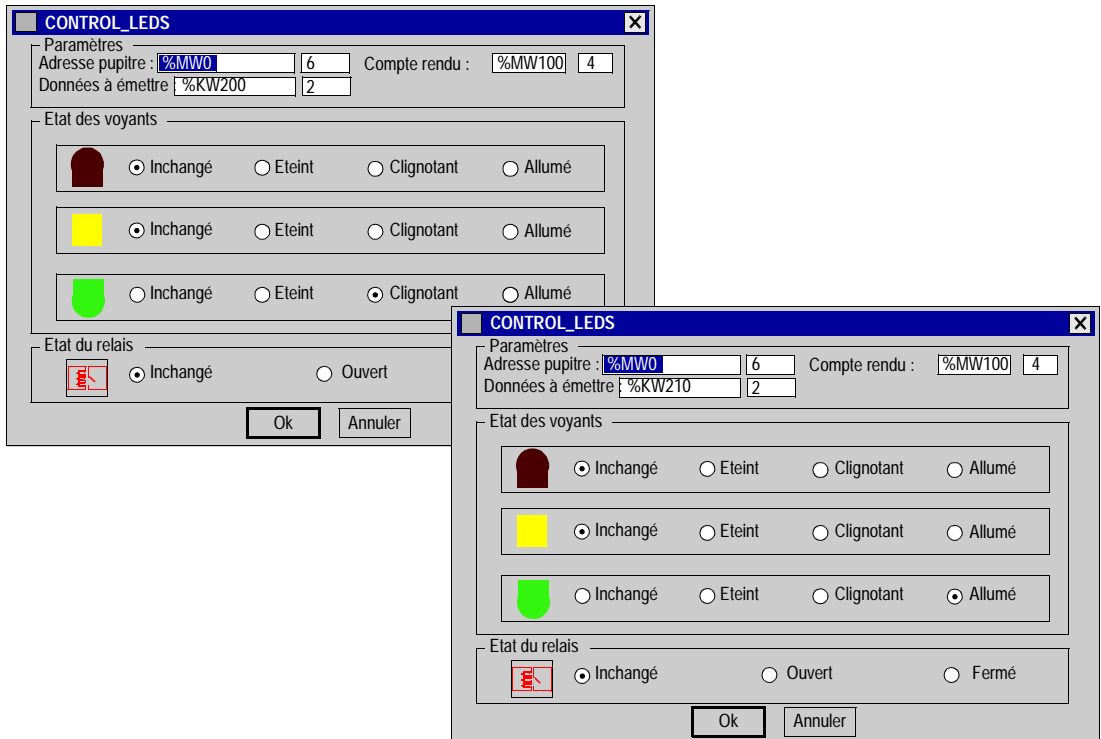 CONTROL_LEDS
Paramètres
Adresse pupitre : %MW0 6 Compte rendu : %MW100 4
Données à émettre : %KW200 2
Etat des voyants
Inchangé Eteint Clignotant Allumé
Inchangé Eteint Clignotant Allumé
Inchangé Eteint Clignotant Allumé
Etat du relais
Inchangé Ouvert
Ok Annuler
CONTROL_LEDS
Paramètres
Adresse pupitre : %MW0 6 Compte rendu : %MW100 4
Données à émettre : %KW210 2
Etat des voyants
Inchangé Eteint Clignotant Allumé
Inchangé Eteint Clignotant Allumé
Inchangé Eteint Clignotant Allumé
Etat du relais
Inchangé Ouvert Fermé
Ok Annuler